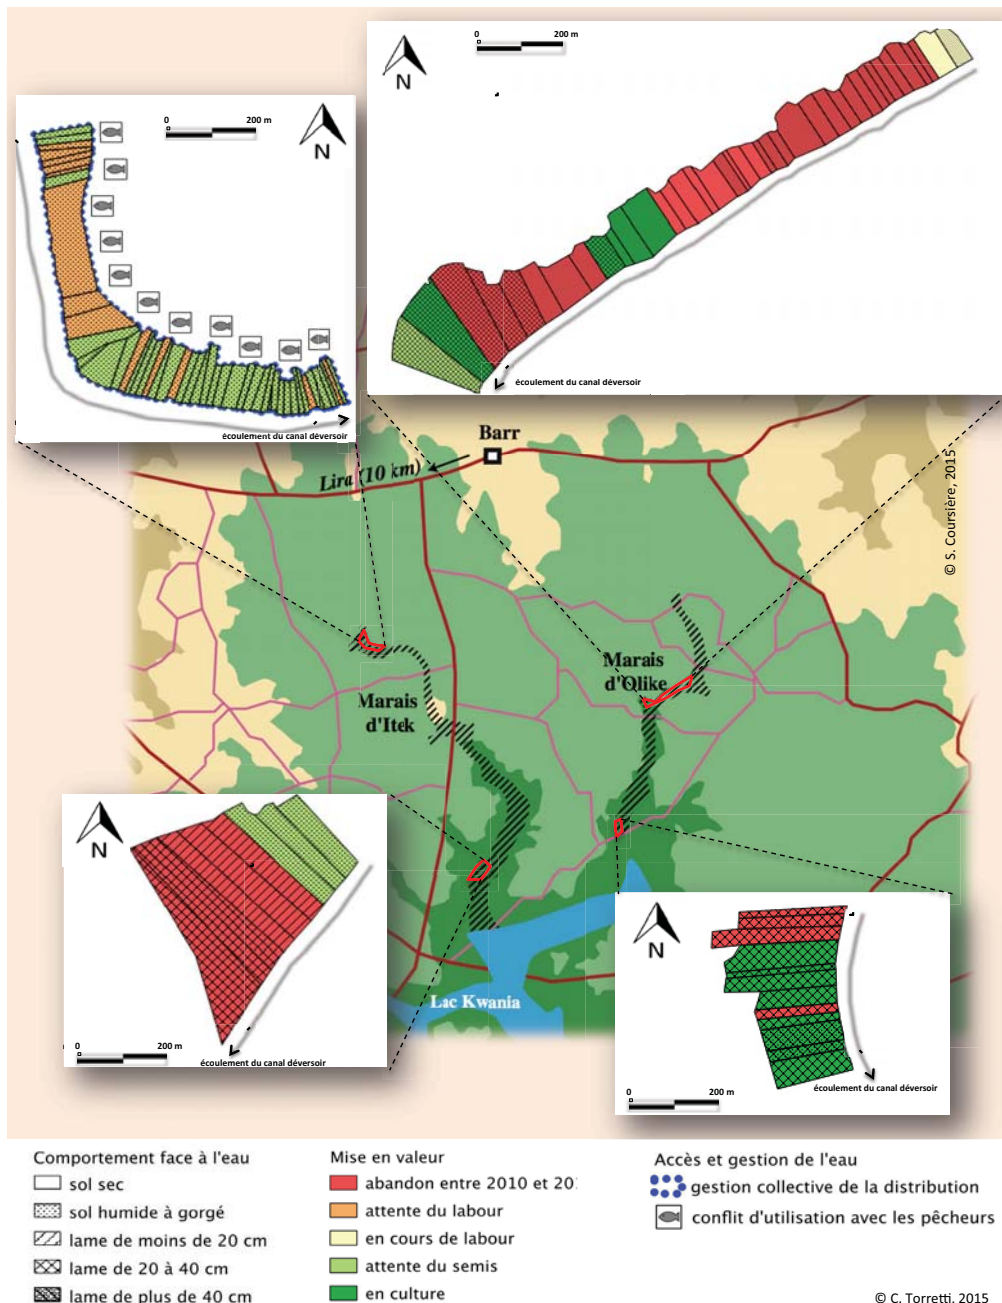 0 200 m
N
écoulement du canal déversoir
0 200 m
N
écoulement du canal déversoir
Barr
Lira (10 km)
© S. Coursière, 2015
Marais
d'Olike
Marais
d'Itek
Lac Kwania
N
0 200 m
écoulement du canal déversoir
N
0 200 m
écoulement du canal déversoir
Comportement face à l'eau
sol sec
sol humide à gorgé
lame de moins de 20 cm
lame de 20 à 40 cm
lame de plus de 40 cm
Mise en valeur
abandon entre 2010 et 20
attente du labour
en cours de labour
attente du semis
en culture
Accès et gestion de l'eau
gestion collective de la distribution
conflit d'utilisation avec les pêcheurs
© C. Torretti, 2015